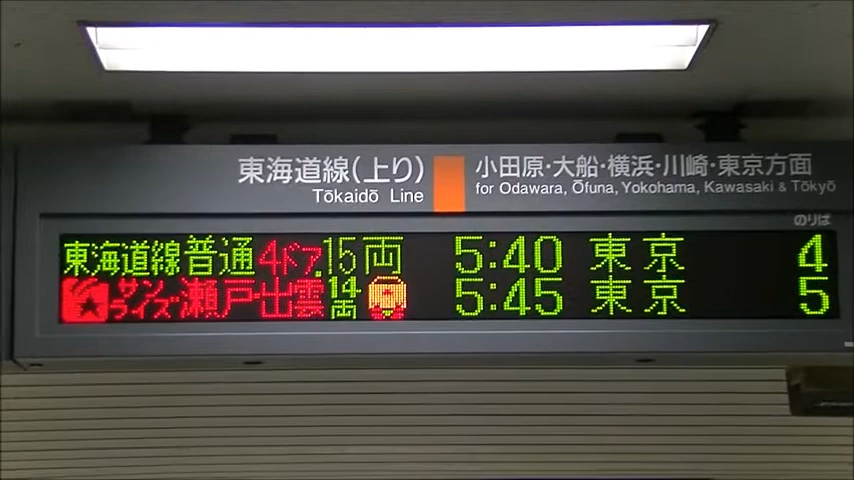 東海道線(上り)
Tōkaidō Line
小田原・大船・横浜・川崎・東京方面
for Odawara, Ōfuna, Yokohama, Kawasaki & Tōkyō
のりば
東海道線 普通 4ドア 15両 5:40 東京 4
サンライズ 瀬戸・出雲 14両 5:45 東京 5